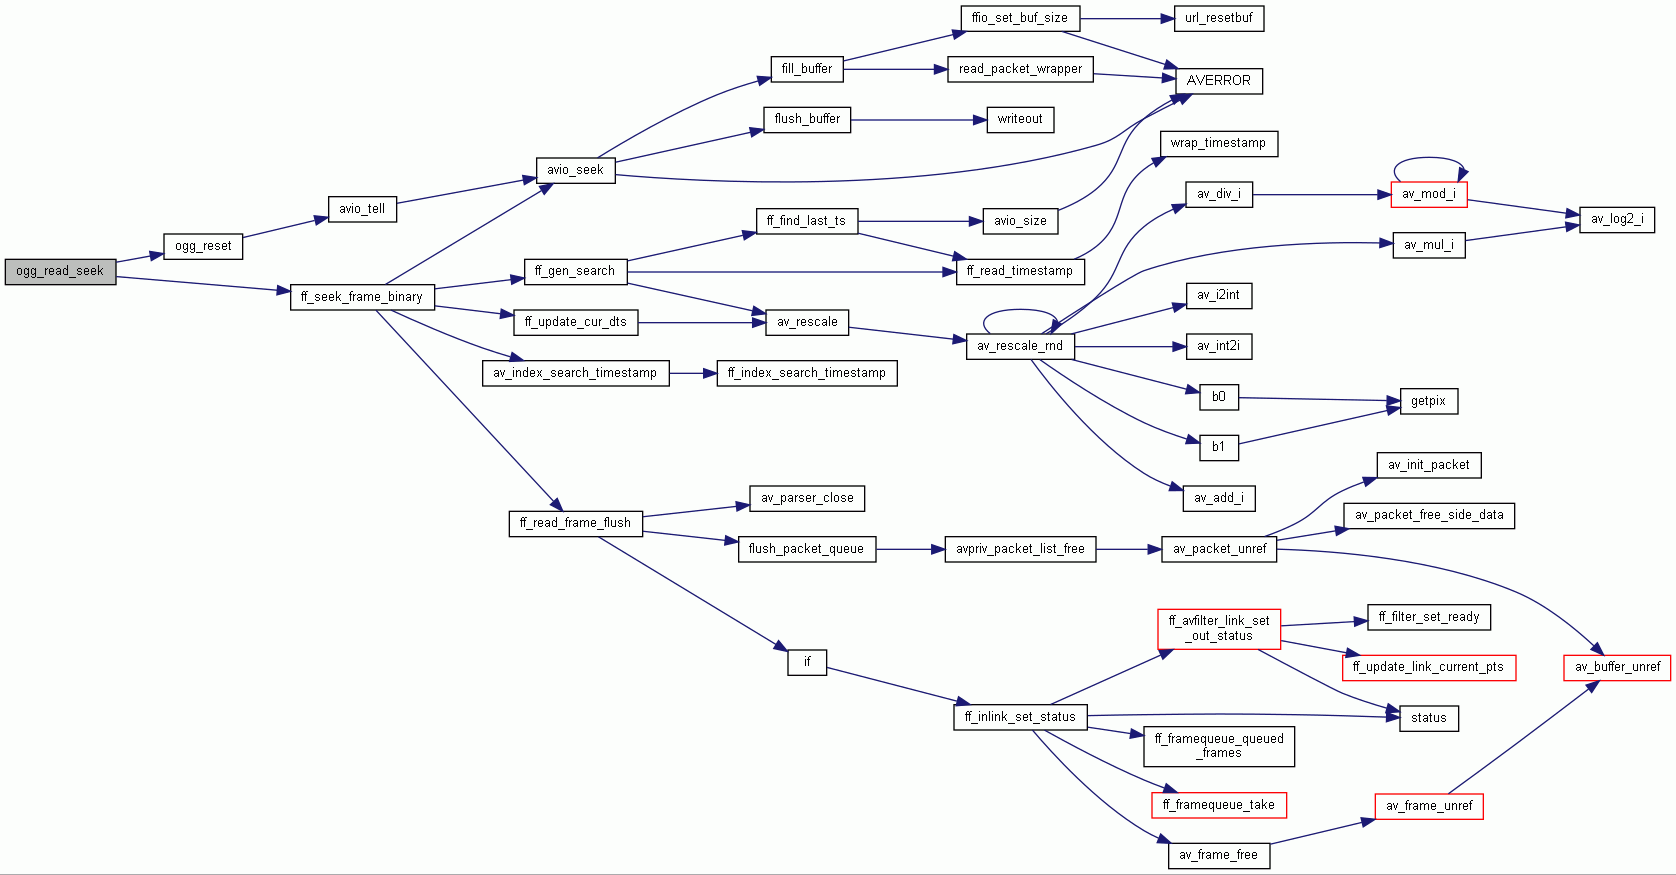 ffio_set_buf_size
url_resetbuf
fill_buffer
read_packet_wrapper
AVERROR
flush_buffer
writeout
wrap_timestamp
avio_seek
av_div_i
av_mod_i
avio_tell
ff_find_last_ts
avio_size
av_log2_i
ogg_reset
av_mul_i
ogg_read_seek
ff_gen_search
ff_read_timestamp
ff_seek_frame_binary
av_i2int
ff_update_cur_dts
av_rescale
av_rescale_rnd
av_int2i
av_index_search_timestamp
ff_index_search_timestamp
b0
getpix
b1
av_init_packet
av_parser_close
av_add_i
av_packet_free_side_data
ff_read_frame_flush
flush_packet_queue
avpriv_packet_list_free
av_packet_unref
ff_avfilter_link_set
_out_status
ff_filter_set_ready
if
ff_update_link_current_pts
av_buffer_unref
ff_inlink_set_status
status
ff_framequeue_queued
_frames
ff_framequeue_take
av_frame_unref
av_frame_free